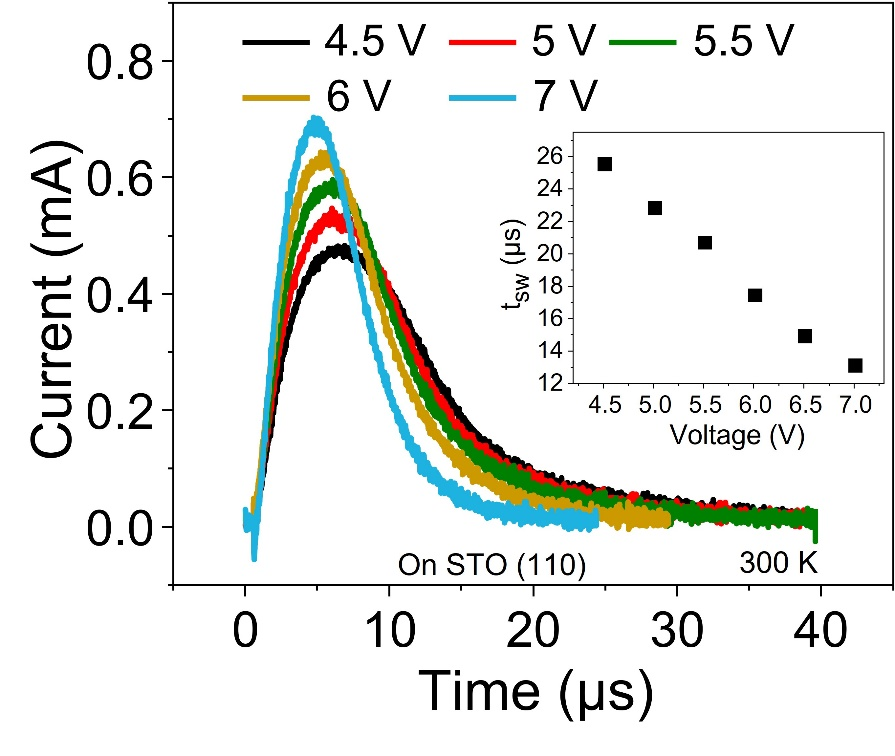 4.5 V 5 V 5.5 V
6 V 7 V
0.8
0.6
0.4
0.2
0.0
Current (mA)
26
24
22
20
18
16
14
12
tsw (μs)
4.5 5.0 5.5 6.0 6.5 7.0
Voltage (V)
On STO (110) 300 K
0 10 20 30 40
Time (μs)